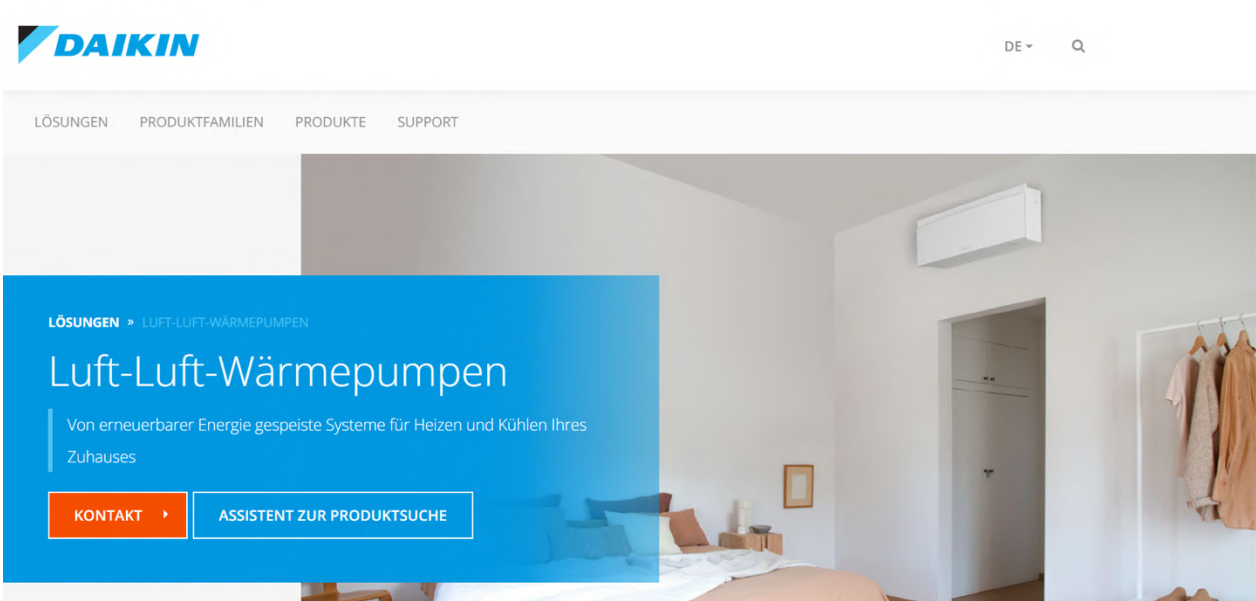 DAIKIN
DE
LÖSUNGEN PRODUKTFAMILIEN PRODUKTE SUPPORT
LÖSUNGEN » LUFT-LUFT-WÄRMEPUMPEN
Luft-Luft-Wärmepumpen
Von erneuerbarer Energie gespeiste Systeme für Heizen und Kühlen Ihres
Zuhauses
KONTAKT ASSISTENT ZUR PRODUKTSUCHE